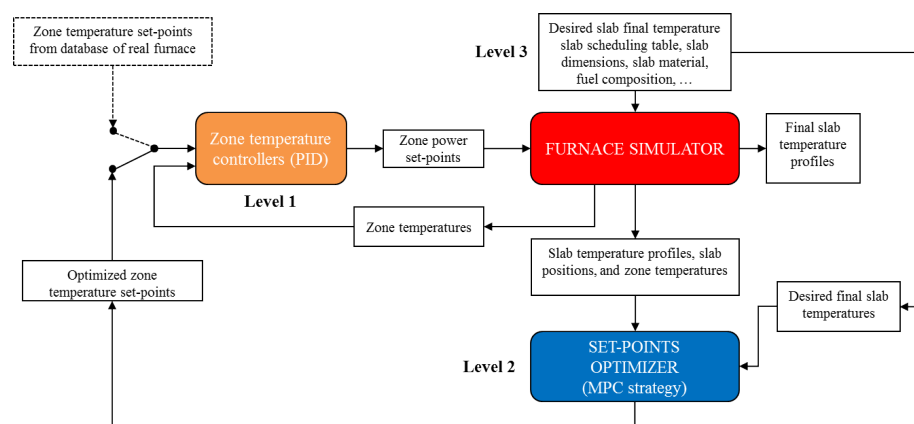 Zone temperature set-points
from database of real furnace
Level 3
Desired slab final temperature
slab scheduling table, slab
dimensions, slab material,
fuel composition, …
Zone temperature
controllers (PID)
Level 1
Zone power
set-points
FURNACE SIMULATOR
Final slab
temperature
profiles
Zone temperatures
Slab temperature profiles, slab
positions, and zone temperatures
Optimized zone
temperature set-points
Desired final slab
temperatures
Level 2
SET-POINTS
OPTIMIZER
(MPC strategy)